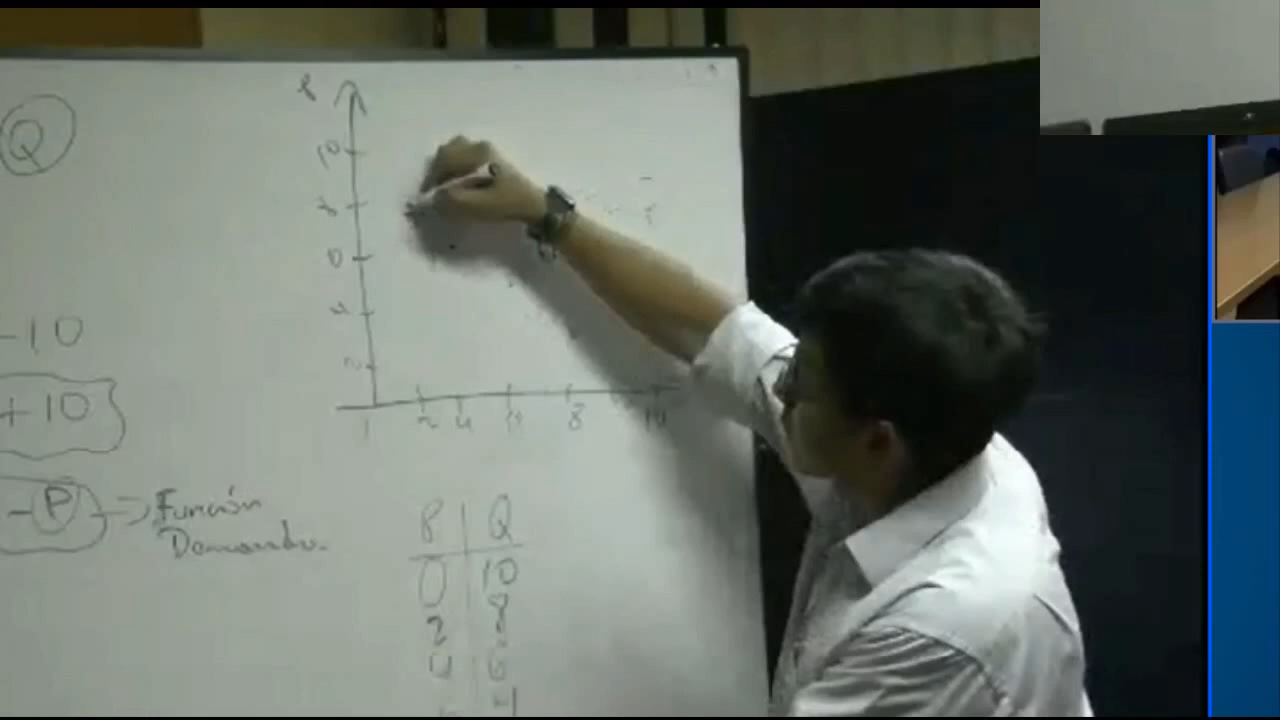 Q
-10
+10
-P => Función
Demanda.
P
10
8
6
4
2
2 4 6 8 10
P | Q
0 | 10
2 | 8
4 | 6
4